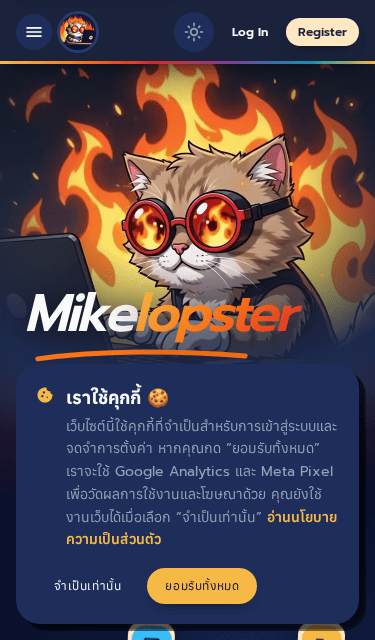 Log In
Register
Mikelopster
เราใช้คุกกี้ 🍪
เว็บไซต์นี้ใช้คุกกี้ที่จำเป็นสำหรับการเข้าสู่ระบบและ
จดจำการตั้งค่า หากคุณกด “ยอมรับทั้งหมด”
เราจะใช้ Google Analytics และ Meta Pixel
เพื่อวัดผลการใช้งานและโฆษณาด้วย คุณยังใช้
งานเว็บได้เมื่อเลือก “จำเป็นเท่านั้น” อ่านนโยบาย
ความเป็นส่วนตัว
จำเป็นเท่านั้น
ยอมรับทั้งหมด